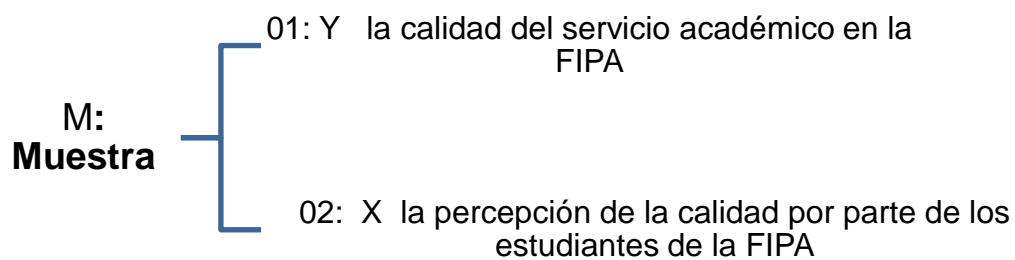 01: Y la calidad del servicio académico en la
FIPA
M:
Muestra
02: X la percepción de la calidad por parte de los
estudiantes de la FIPA